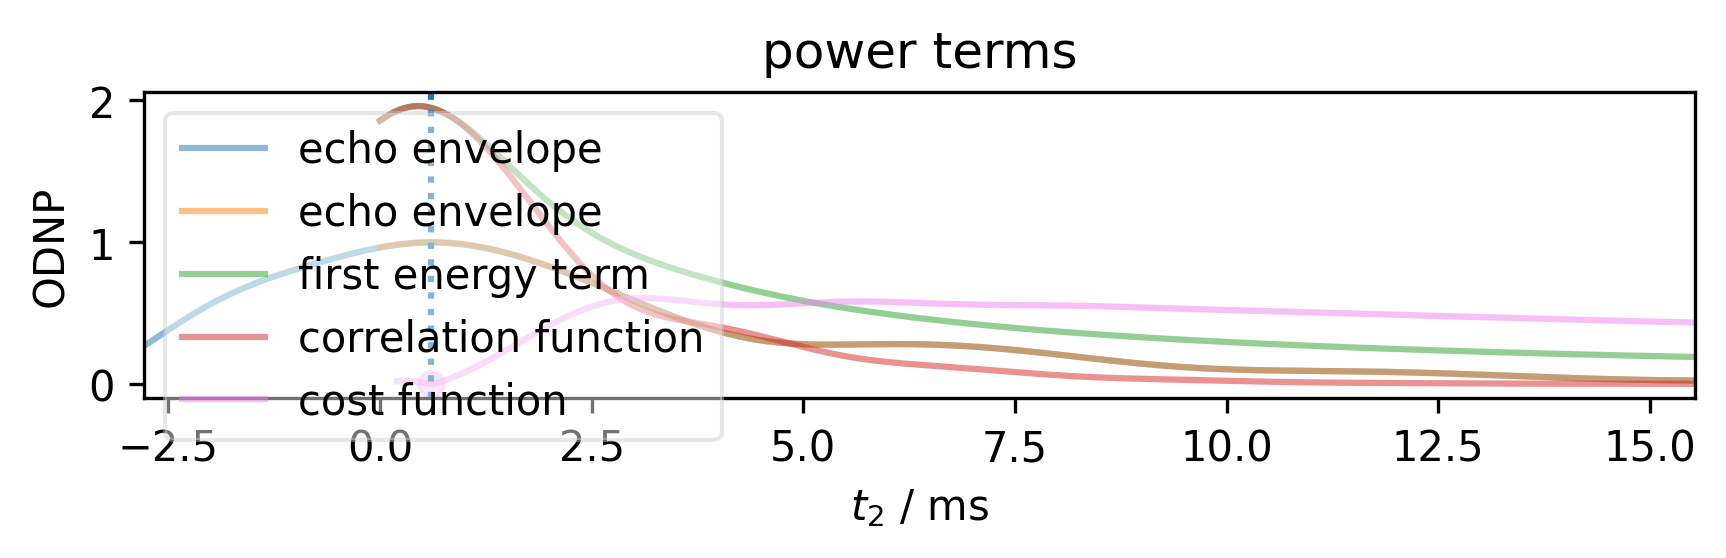 power terms
ODNP
2
1
0
echo envelope
echo envelope
first energy term
correlation function
cost function
−2.5 0.0 2.5 5.0 7.5 10.0 12.5 15.0
t₂ / ms